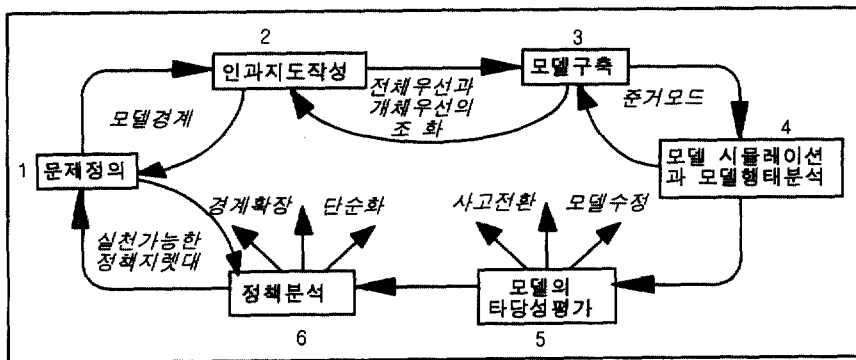 2
인과지도작성
3
모델구축
전체우선과
개체우선의
조 화
준거모드
모델경계
4
모델 시뮬레이션
과 모델행태분석
1
문제정의
경계확장
단순화
사고전환
모델수정
실천가능한
정책지렛대
정책분석
6
모델의
타당성평가
5